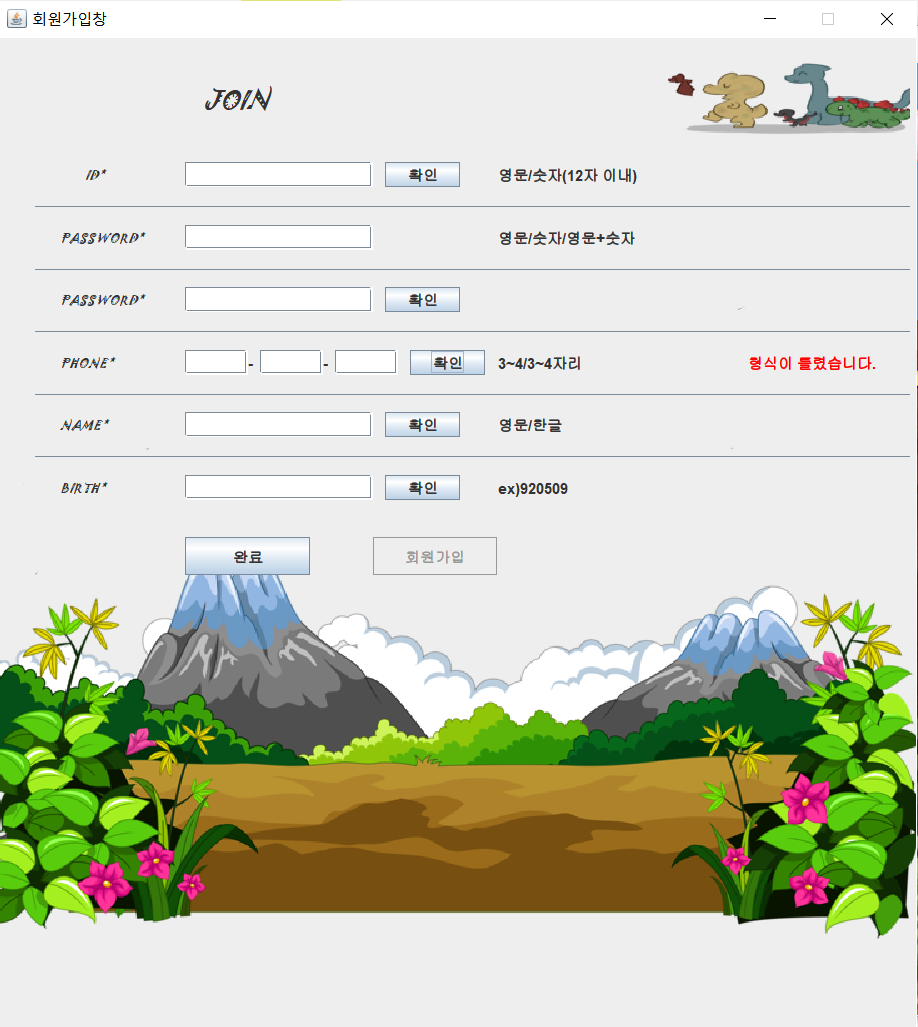 회원가입창
JOIN
ID* 확인 영문/숫자(12자 이내)
PASSWORD* 영문/숫자/영문+숫자
PASSWORD* 확인
PHONE* - - 확인 3~4/3~4자리 형식이 틀렸습니다.
NAME* 확인 영문/한글
BIRTH* 확인 ex)920509
완료 회원가입